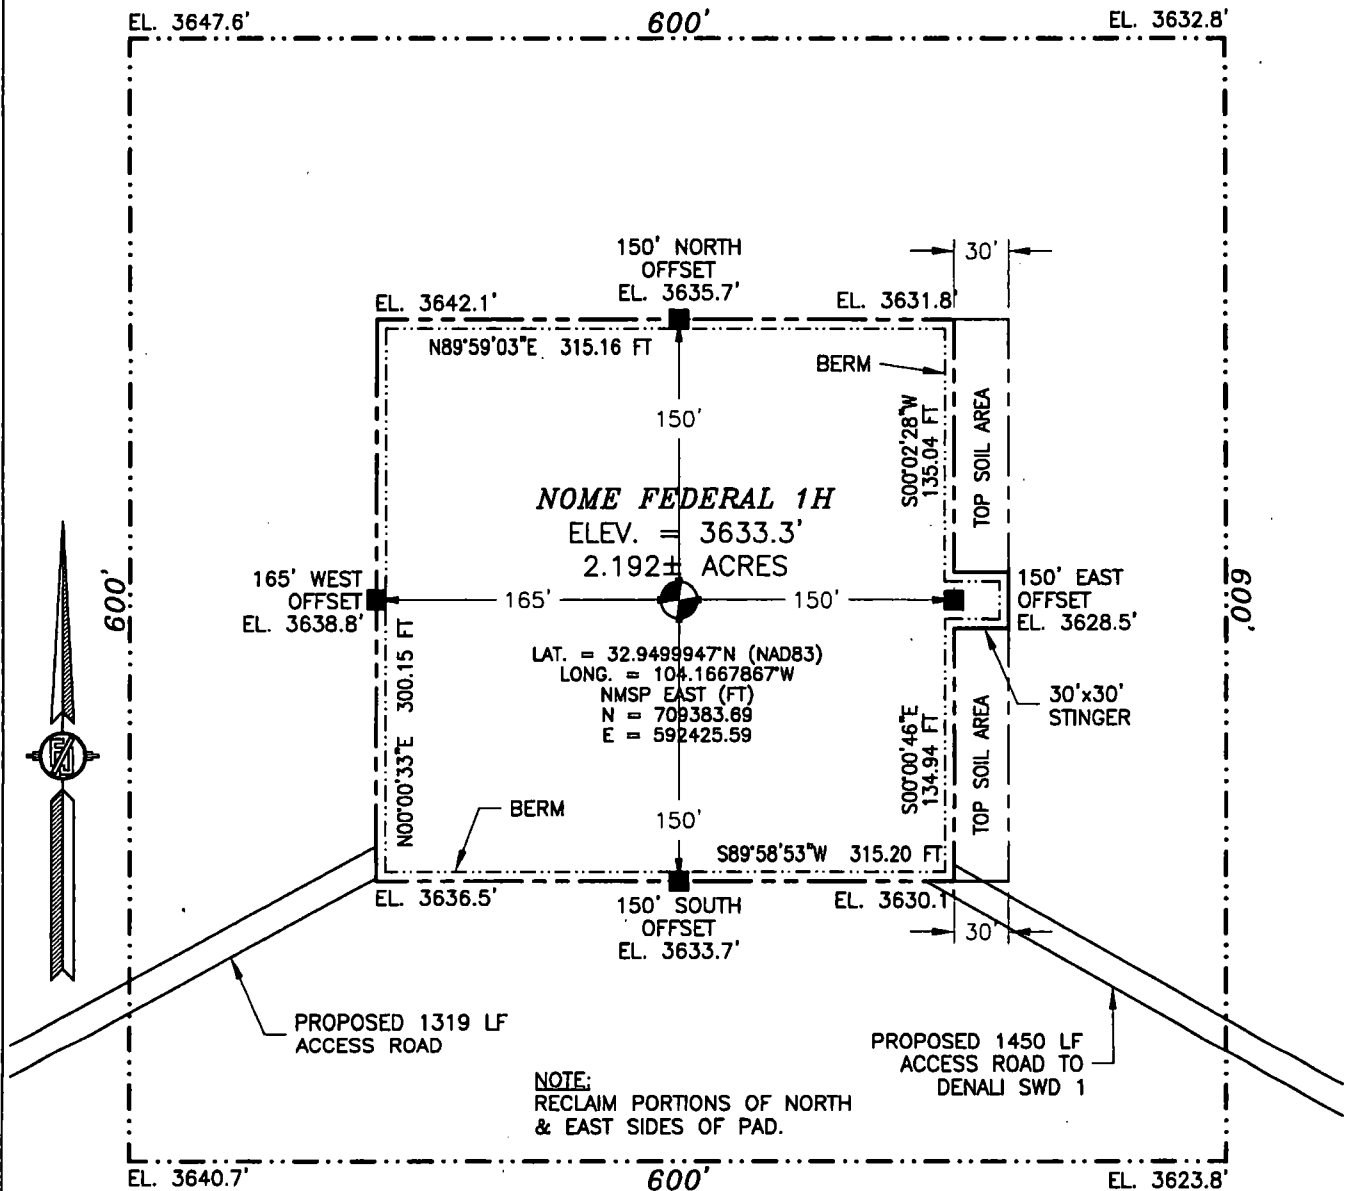 EL. 3647.6'
600'
EL. 3632.8'
150' NORTH
OFFSET
EL. 3635.7'
30'
EL. 3642.1'
EL. 3631.8'
N89°59'03"E 315.16 FT
BERM
150'
S00°02'28"W
135.04 FT
TOP SOIL AREA
NOME FEDERAL 1H
ELEV. = 3633.3'
2.192± ACRES
600'
165' WEST
OFFSET
EL. 3638.8'
165'
150'
150' EAST
OFFSET
EL. 3628.5'
600'
LAT. = 32.9499947°N (NAD83)
LONG. = 104.1667867°W
NMSP EAST (FT)
N = 709383.69
E = 592425.59
30'x30'
STINGER
N00°00'33"E 300.15 FT
S00°00'46"E
134.94 FT
TOP SOIL AREA
BERM
150'
S89°58'53"W 315.20 FT
EL. 3636.5'
EL. 3630.1
150' SOUTH
OFFSET
EL. 3633.7'
30'
PROPOSED 1319 LF
ACCESS ROAD
PROPOSED 1450 LF
ACCESS ROAD TO
DENALI SWD 1
NOTE:
RECLAIM PORTIONS OF NORTH
& EAST SIDES OF PAD.
EL. 3640.7'
600'
EL. 3623.8'